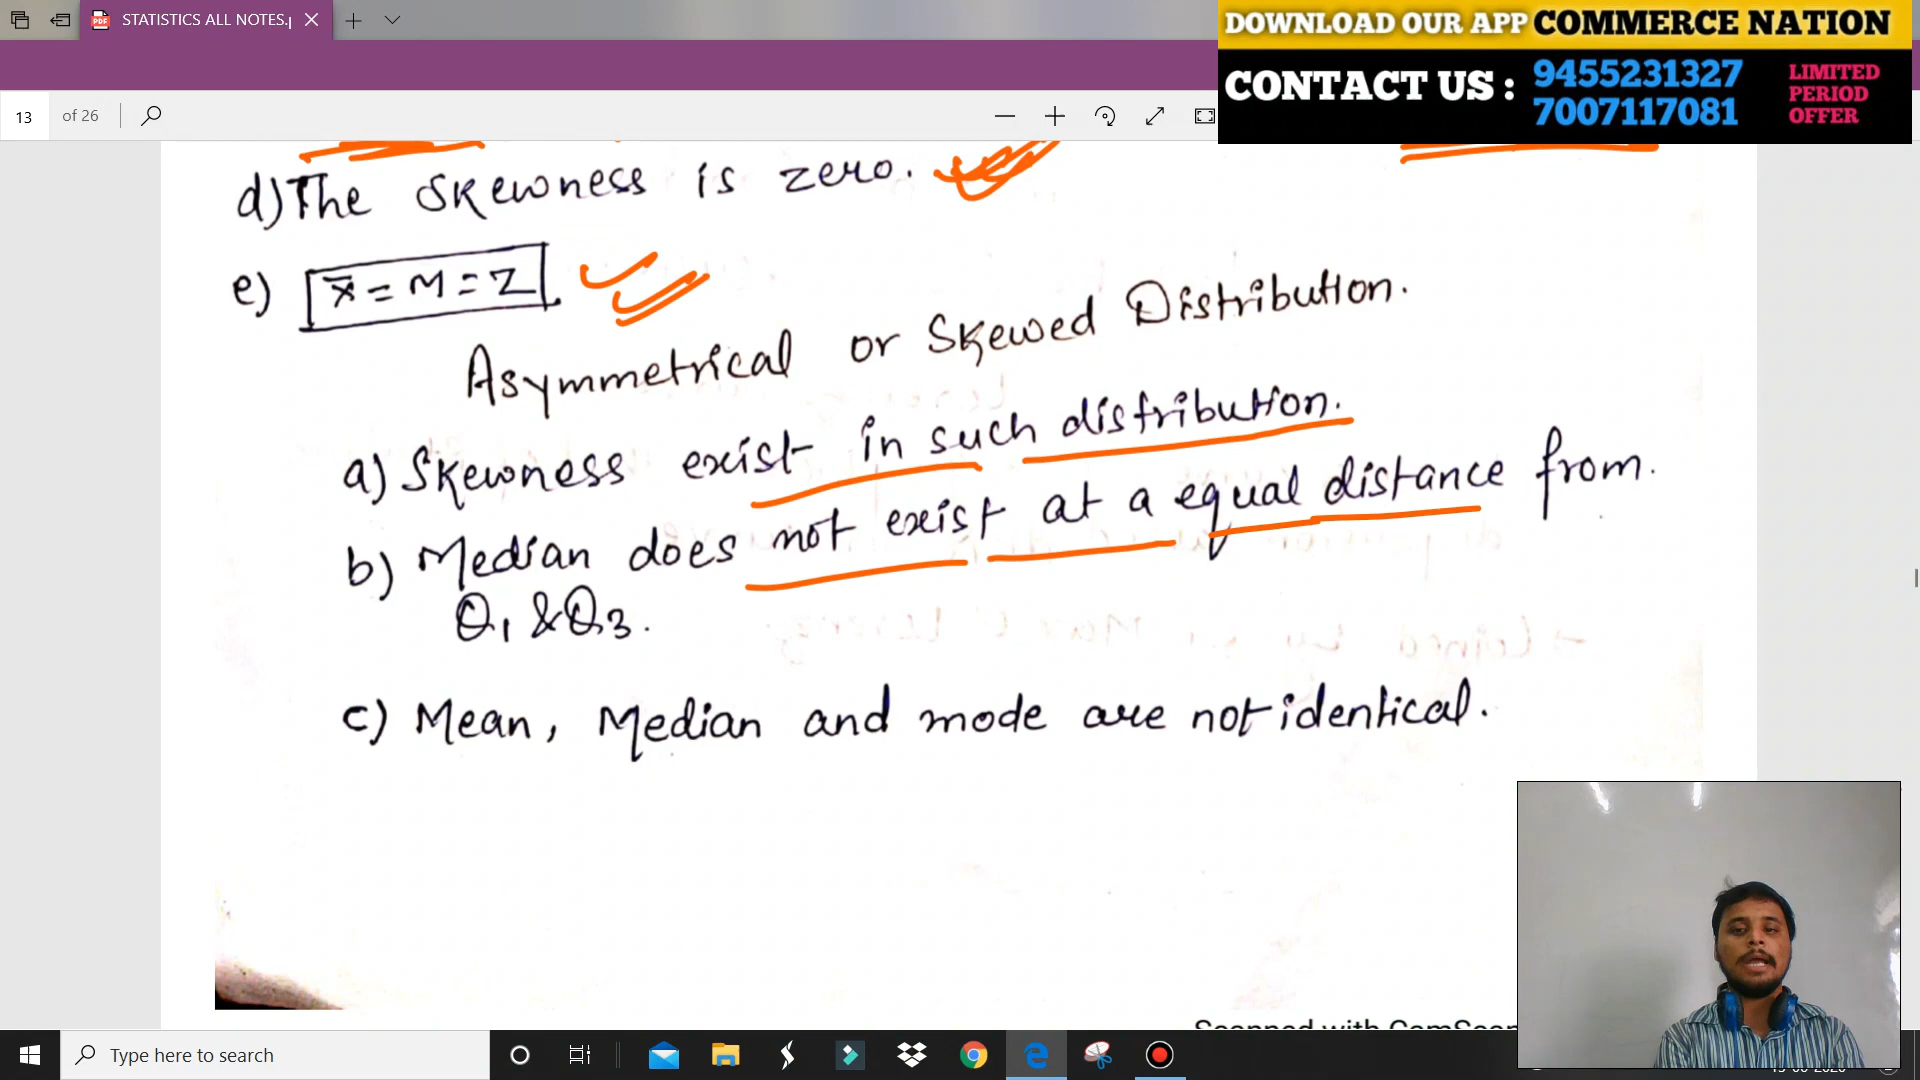 STATISTICS ALL NOTES.p
DOWNLOAD OUR APP COMMERCE NATION
CONTACT US : 9455231327
7007117081
LIMITED
PERIOD
OFFER
13 of 26
d) The Skewness is zero.
e) X̅ = M = Z
Asymmetrical or Skewed Distribution.
a) Skewness exist in such distribution.
b) Median does not exist at a equal distance from.
Q1 & Q3.
c) Mean, Median and mode are not identical.
Type here to search